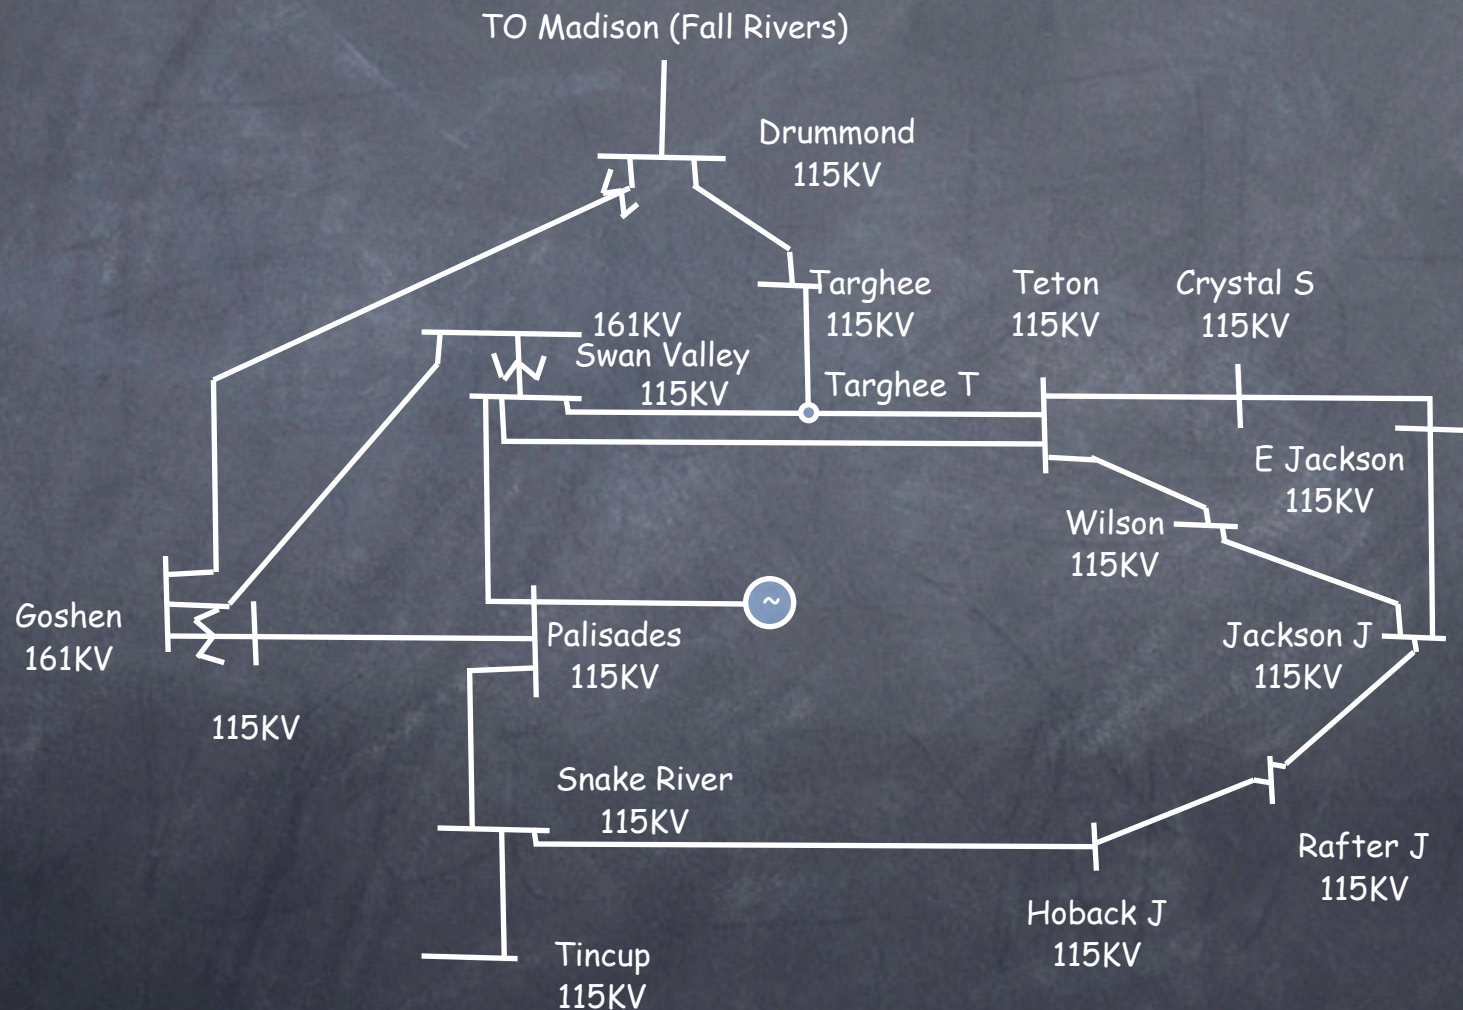 TO Madison (Fall Rivers)
Drummond
115KV
Targhee
115KV
Teton
115KV
Crystal S
115KV
161KV
Swan Valley
115KV
Targhee T
E Jackson
115KV
Wilson
115KV
Goshen
161KV
~
Palisades
115KV
Jackson J
115KV
115KV
Snake River
115KV
Rafter J
115KV
Hoback J
115KV
Tincup
115KV